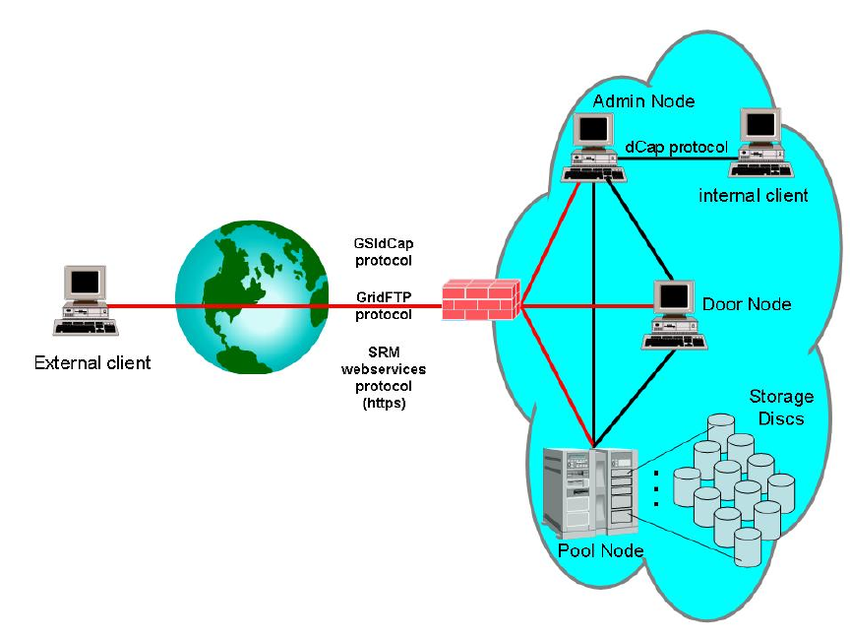 Admin Node
dCap protocol
internal client
GSIdCap
protocol
GridFTP
protocol
SRM
webservices
protocol
(https)
External client
Door Node
Storage
Discs
Pool Node